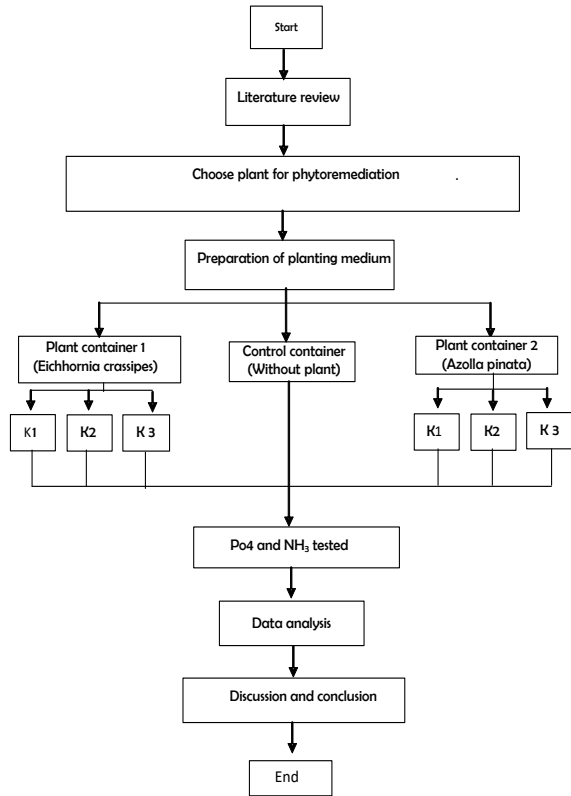 Start
Literature review
Choose plant for phytoremediation .
Preparation of planting medium
Plant container 1
(Eichhornia crassipes)
Control container
(Without plant)
Plant container 2
(Azolla pinata)
K1
K2
K 3
K1
K2
K 3
Po4 and NH₃ tested
Data analysis
Discussion and conclusion
End